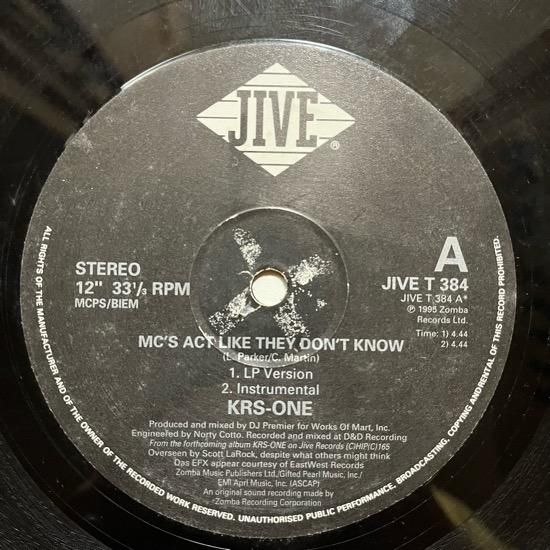 JIVE
®
STEREO
12" 33⅓ RPM
MCPS/BIEM
A
JIVE T 384
JIVE T 384 A*
℗ 1995 Zomba
Records Ltd.
Time: 1) 4.44
2) 4.44
MC'S ACT LIKE THEY DON'T KNOW
(L. Parker/C. Martin)
1. LP Version
2. Instrumental
KRS-ONE
Produced and mixed by DJ Premier for Works Of Mart, Inc.
Engineered by Norty Cotto. Recorded and mixed at D&D Recording
From the forthcoming album KRS-ONE on Jive Records (C/HIP(C)165
Overseen by Scott LaRock, despite what others might think
Das EFX appear courtesy of EastWest Records
Zomba Music Publishers Ltd./Gifted Pearl Music, Inc./
EMI Aprl Music, Inc. (ASCAP)
An original sound recording made by
Zomba Recording Corporation
ALL RIGHTS OF THE MANUFACTURER AND OF THE OWNER OF THE RECORDED WORK RESERVED. UNAUTHORISED PUBLIC PERFORMANCE, BROADCASTING, COPYING AND RENTAL OF THIS RECORD PROHIBITED.